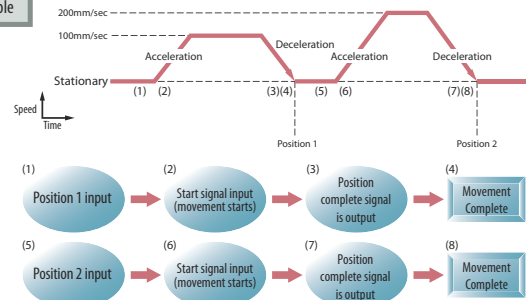 200mm/sec
100mm/sec
Acceleration
Deceleration
Acceleration
Deceleration
Stationary
(1) (2) (3)(4) (5) (6) (7)(8)
Speed
Time
Position 1
Position 2
(1) (2) (3) (4)
Position 1 input
Start signal input
(movement starts)
Position
complete signal
is output
Movement
Complete
(5) (6) (7) (8)
Position 2 input
Start signal input
(movement starts)
Position
complete signal
is output
Movement
Complete